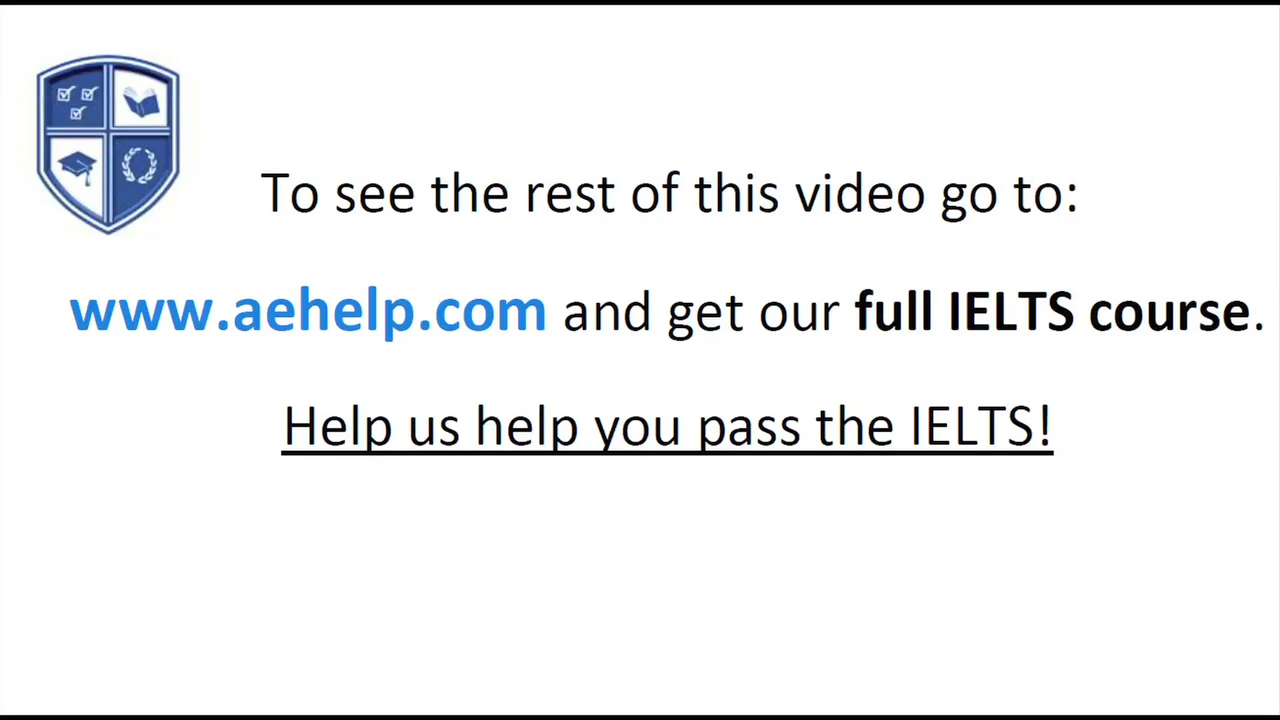 To see the rest of this video go to:
www.aehelp.com and get our full IELTS course.
Help us help you pass the IELTS!